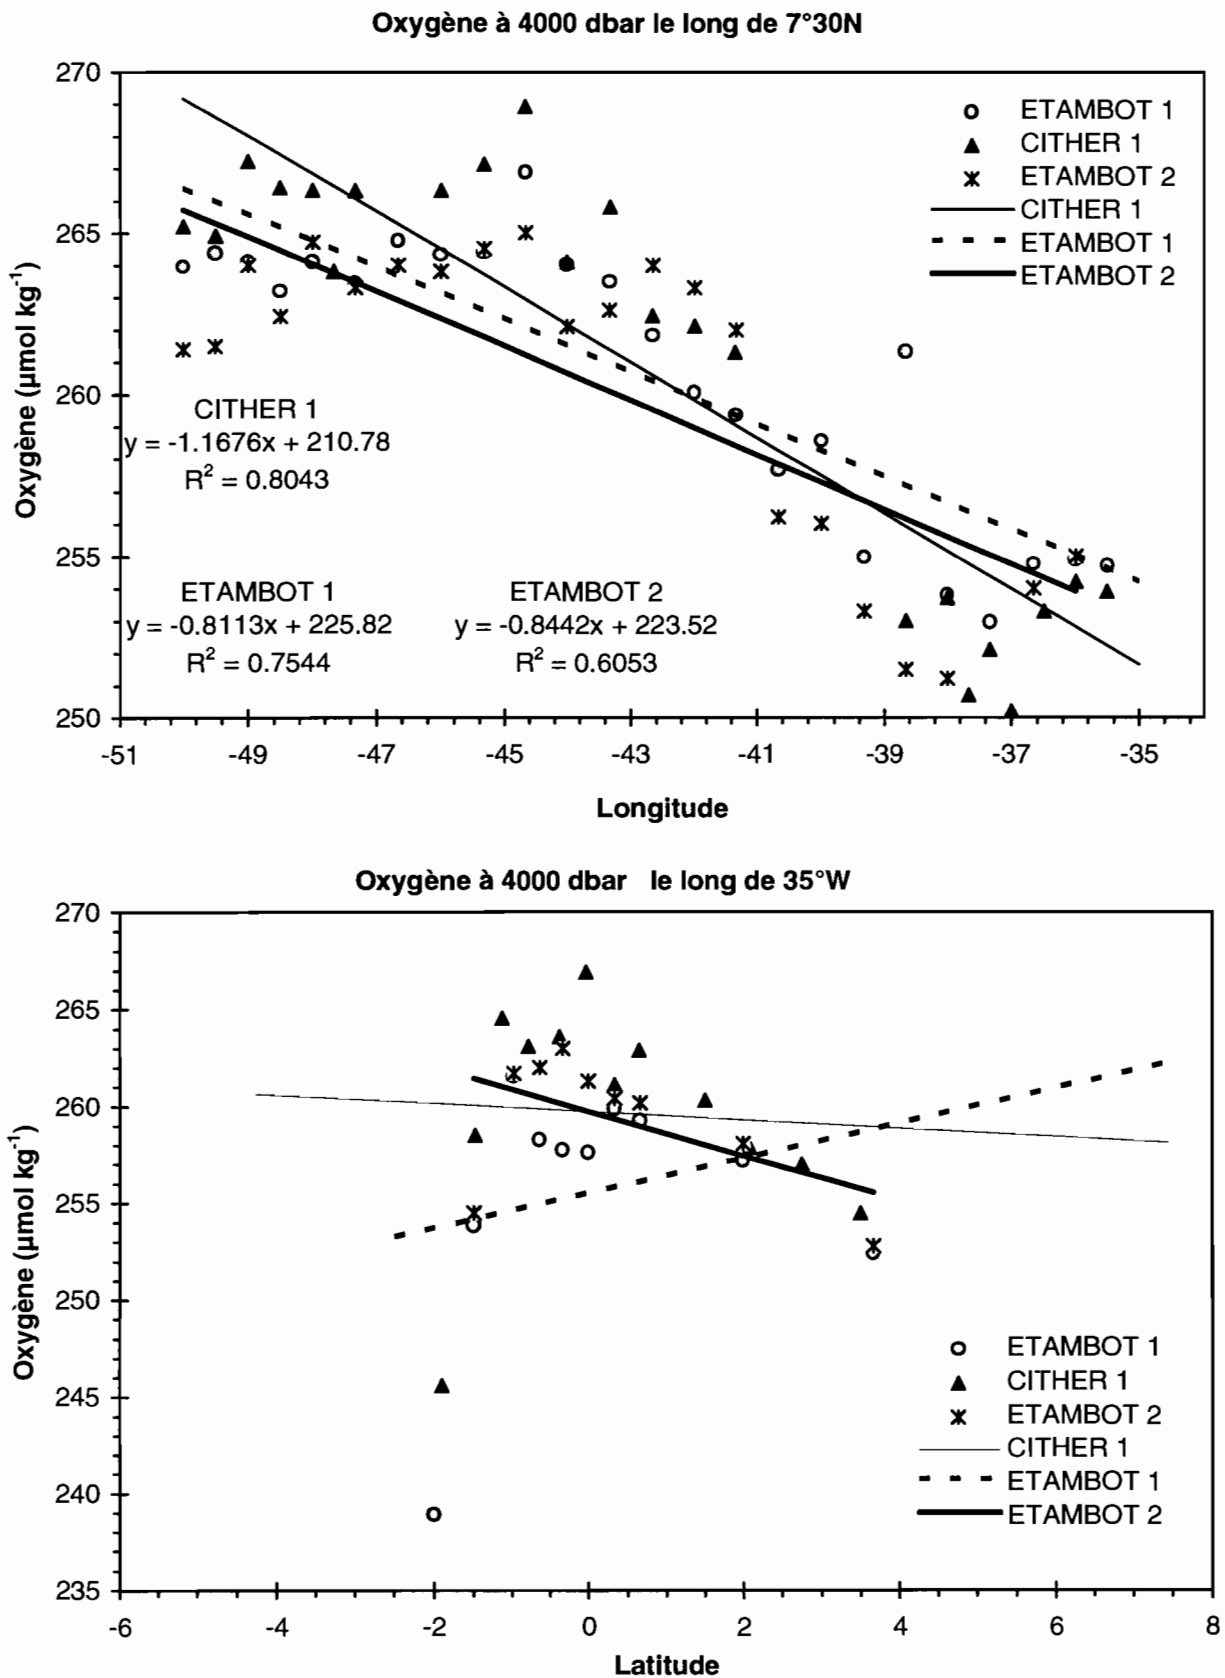 Oxygène à 4000 dbar le long de 7°30N
270
265
260
255
250
Oxygène (µmol kg⁻¹)
ETAMBOT 1
CITHER 1
ETAMBOT 2
CITHER 1
ETAMBOT 1
ETAMBOT 2
CITHER 1
y = -1.1676x + 210.78
R² = 0.8043
ETAMBOT 1
y = -0.8113x + 225.82
R² = 0.7544
ETAMBOT 2
y = -0.8442x + 223.52
R² = 0.6053
-51 -49 -47 -45 -43 -41 -39 -37 -35
Longitude
Oxygène à 4000 dbar le long de 35°W
270
265
260
255
250
245
240
235
Oxygène (µmol kg⁻¹)
ETAMBOT 1
CITHER 1
ETAMBOT 2
CITHER 1
ETAMBOT 1
ETAMBOT 2
-6 -4 -2 0 2 4 6 8
Latitude